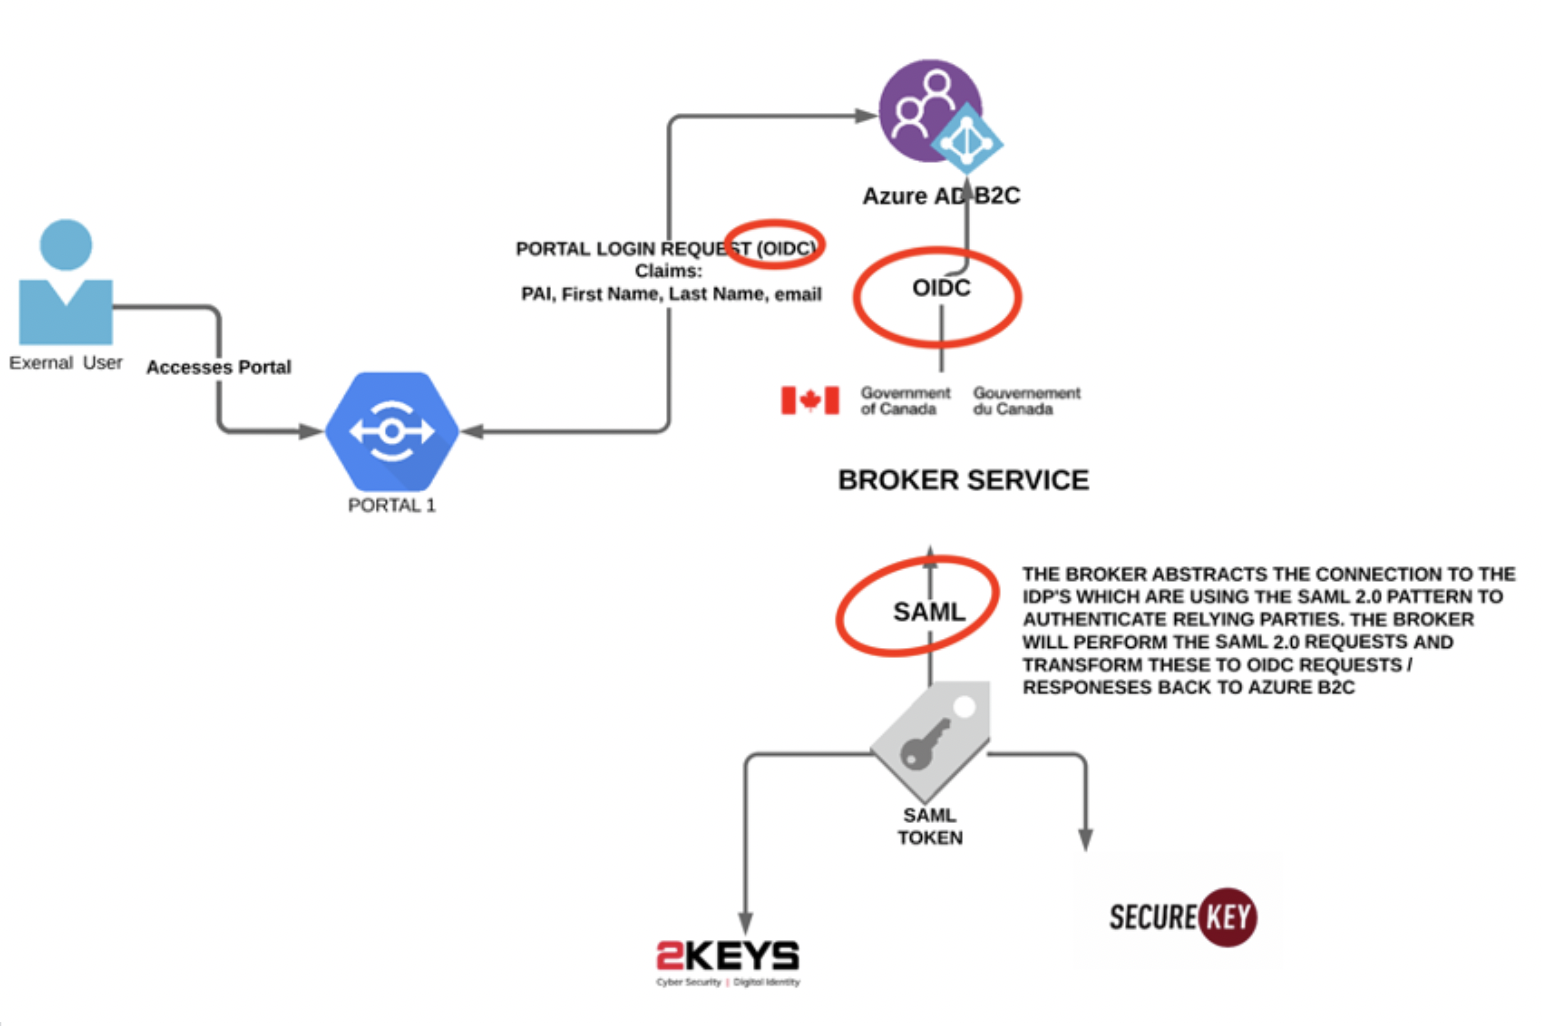 Azure AD B2C
PORTAL LOGIN REQUEST (OIDC)
Claims:
PAI, First Name, Last Name, email
OIDC
Exernal User
Accesses Portal
Government of Canada
Gouvernement du Canada
PORTAL 1
BROKER SERVICE
SAML
THE BROKER ABSTRACTS THE CONNECTION TO THE
IDP'S WHICH ARE USING THE SAML 2.0 PATTERN TO
AUTHENTICATE RELYING PARTIES. THE BROKER
WILL PERFORM THE SAML 2.0 REQUESTS AND
TRANSFORM THESE TO OIDC REQUESTS /
RESPONESES BACK TO AZURE B2C
SAML
TOKEN
2KEYS
Cyber Security | Digital Identity
SECUREKEY